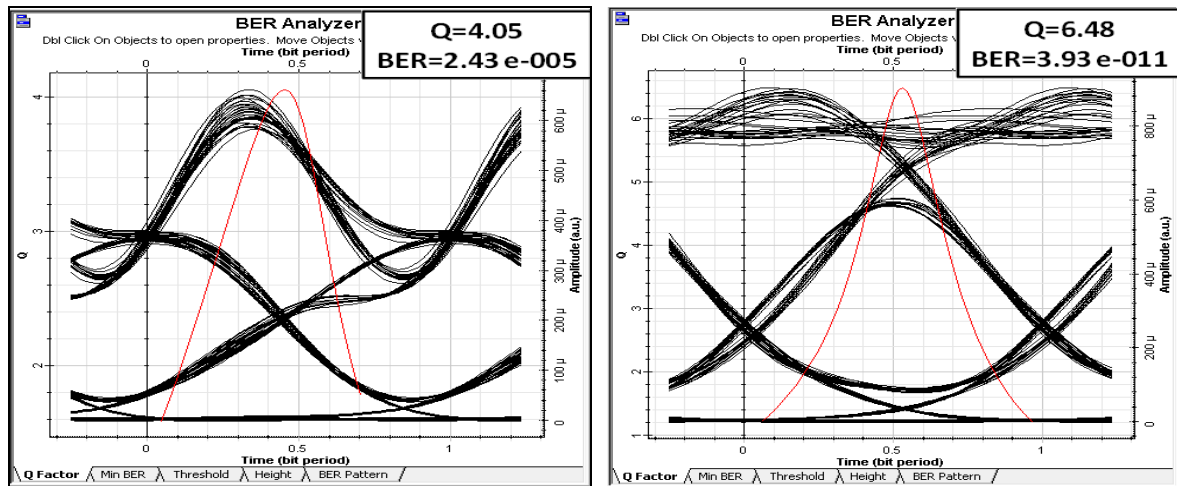 BER Analyzer
Q=4.05
BER=2.43 e-005
Dbl Click On Objects to open properties. Move Objects v
Time (bit period)
0 0.5
4
3
2
Q
600 µ
500 µ
400 µ
300 µ
200 µ
100 µ
0
Amplitude (a.u.)
0 0.5 1
Time (bit period)
Q Factor Min BER Threshold Height BER Pattern
BER Analyzer
Q=6.48
BER=3.93 e-011
Dbl Click On Objects to open properties. Move Objects v
Time (bit period)
0 0.5
6
5
4
3
2
1
Q
800 µ
600 µ
400 µ
200 µ
0
Amplitude (a.u.)
0 0.5 1
Time (bit period)
Q Factor Min BER Threshold Height BER Pattern